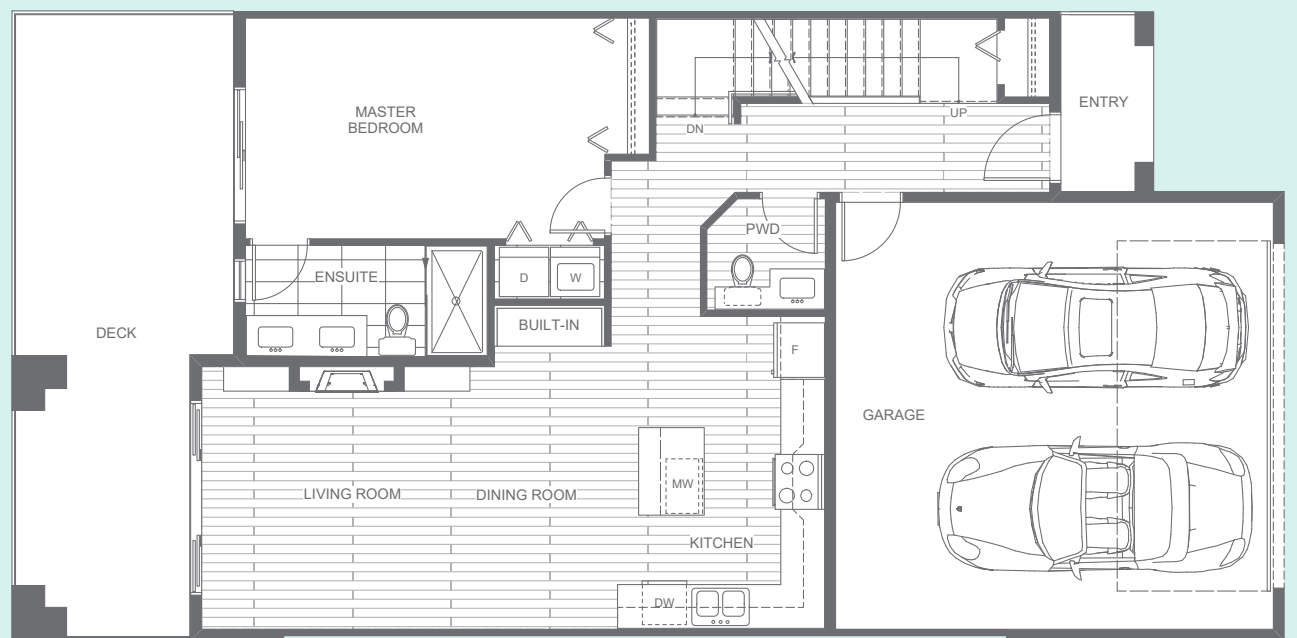 MASTER
BEDROOM
ENTRY
DN
UP
PWD
ENSUITE
D
W
BUILT-IN
DECK
F
GARAGE
LIVING ROOM
DINING ROOM
MW
KITCHEN
DW